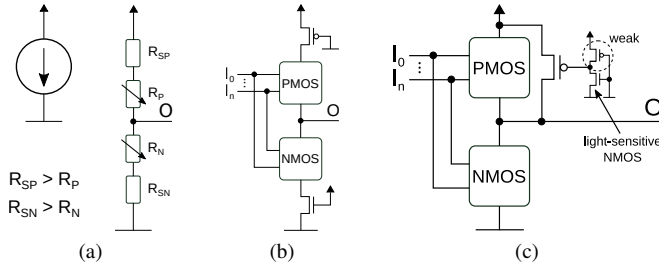 R_SP
R_P
O
R_N
R_SN
R_SP > R_P
R_SN > R_N
(a)
I_0
I_n
PMOS
O
NMOS
(b)
I_0
I_n
PMOS
weak
O
light-sensitive
NMOS
NMOS
(c)